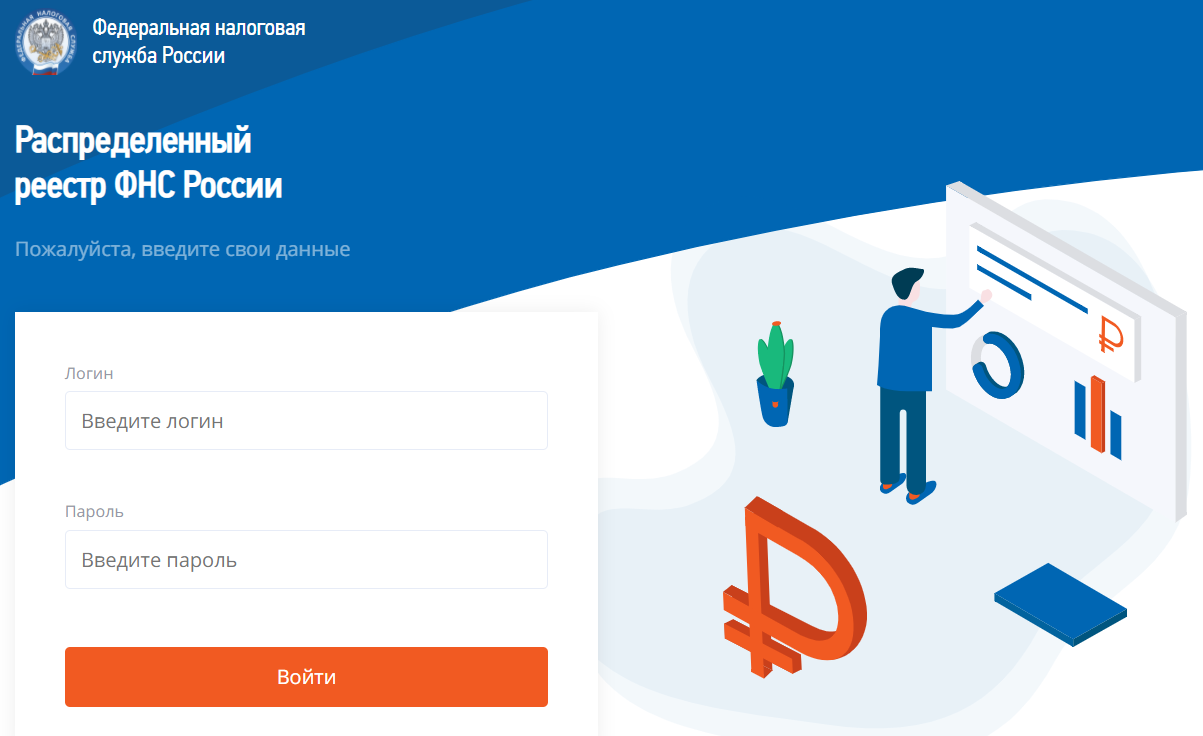 Федеральная налоговая
служба России
Распределенный
реестр ФНС России
Пожалуйста, введите свои данные
Логин
Введите логин
Пароль
Введите пароль
Войти